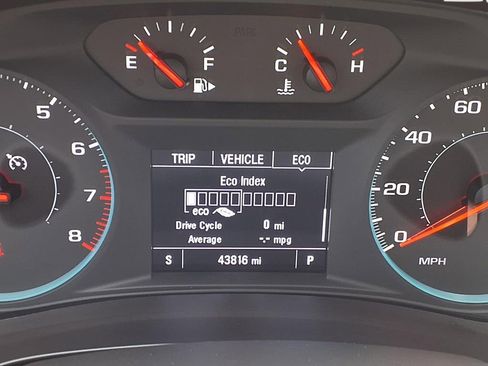 PARK
E F C H
5
6
7
8
60
40
20
0
MPH
TRIP VEHICLE ECO
Eco Index
eco
Drive Cycle 0 mi
Average -.- mpg
S 43816 mi P